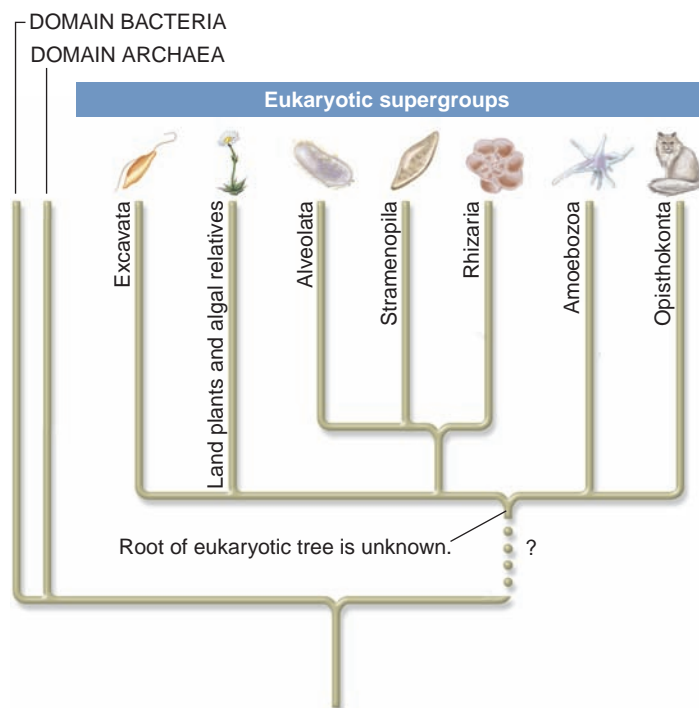 DOMAIN BACTERIA
DOMAIN ARCHAEA
Eukaryotic supergroups
Excavata
Land plants and algal relatives
Alveolata
Stramenopila
Rhizaria
Amoebozoa
Opisthokonta
Root of eukaryotic tree is unknown.
?